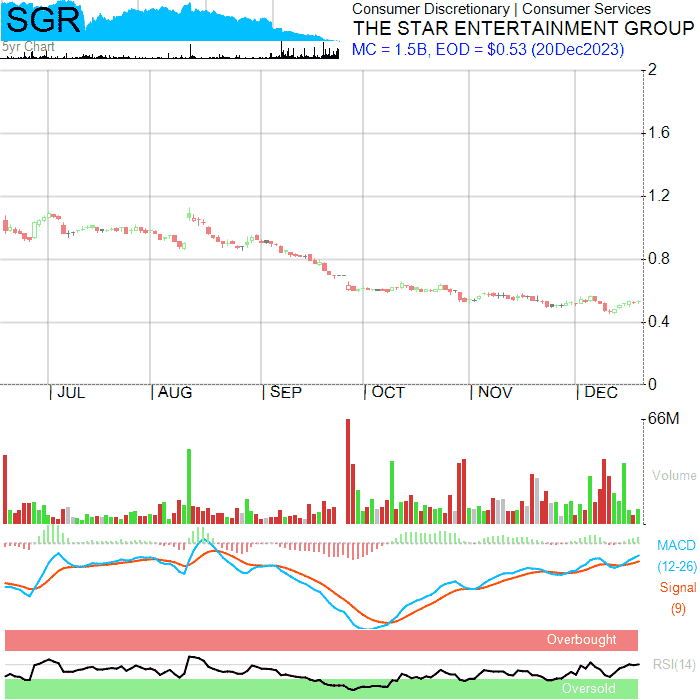 SGR
5yr Chart
Consumer Discretionary | Consumer Services
THE STAR ENTERTAINMENT GROUP
MC = 1.5B, EOD = $0.53 (20Dec2023)
2
1.6
1.2
0.8
0.4
0
JUL AUG SEP OCT NOV DEC
66M
Volume
MACD
(12-26)
Signal
(9)
Overbought
RSI(14)
Oversold